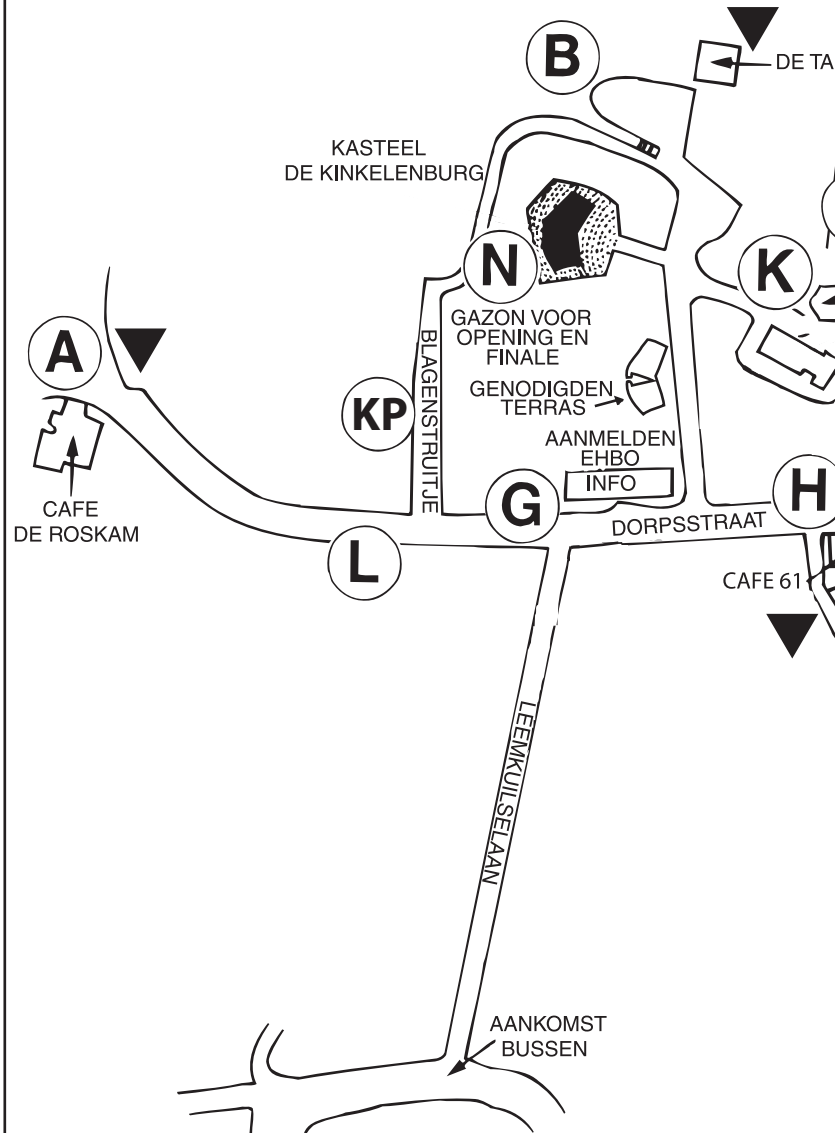 B
DE TA
KASTEEL
DE KINKELENBURG
N
K
GAZON VOOR
OPENING EN
FINALE
A
BLAGENSTRUITJE
GENODIGDEN
TERRAS
KP
AANMELDEN
EHBO
INFO
CAFE
DE ROSKAM
G
H
DORPSSTRAAT
L
CAFE 61
LEEMKUILSELAAN
AANKOMST
BUSSEN